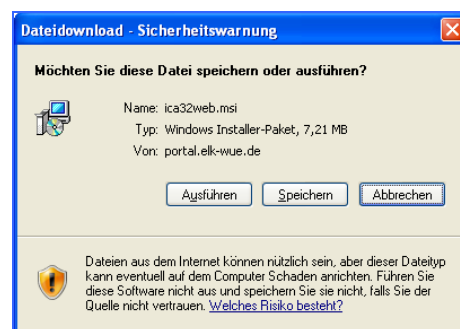 Dateidownload - Sicherheitswarnung
Möchten Sie diese Datei speichern oder ausführen?
Name: ica32web.msi
Typ: Windows Installer-Paket, 7,21 MB
Von: portal.elk-wue.de
Ausführen Speichern Abbrechen
Dateien aus dem Internet können nützlich sein, aber dieser Dateityp
kann eventuell auf dem Computer Schaden anrichten. Führen Sie
diese Software nicht aus und speichern Sie sie nicht, falls Sie der
Quelle nicht vertrauen. Welches Risiko besteht?